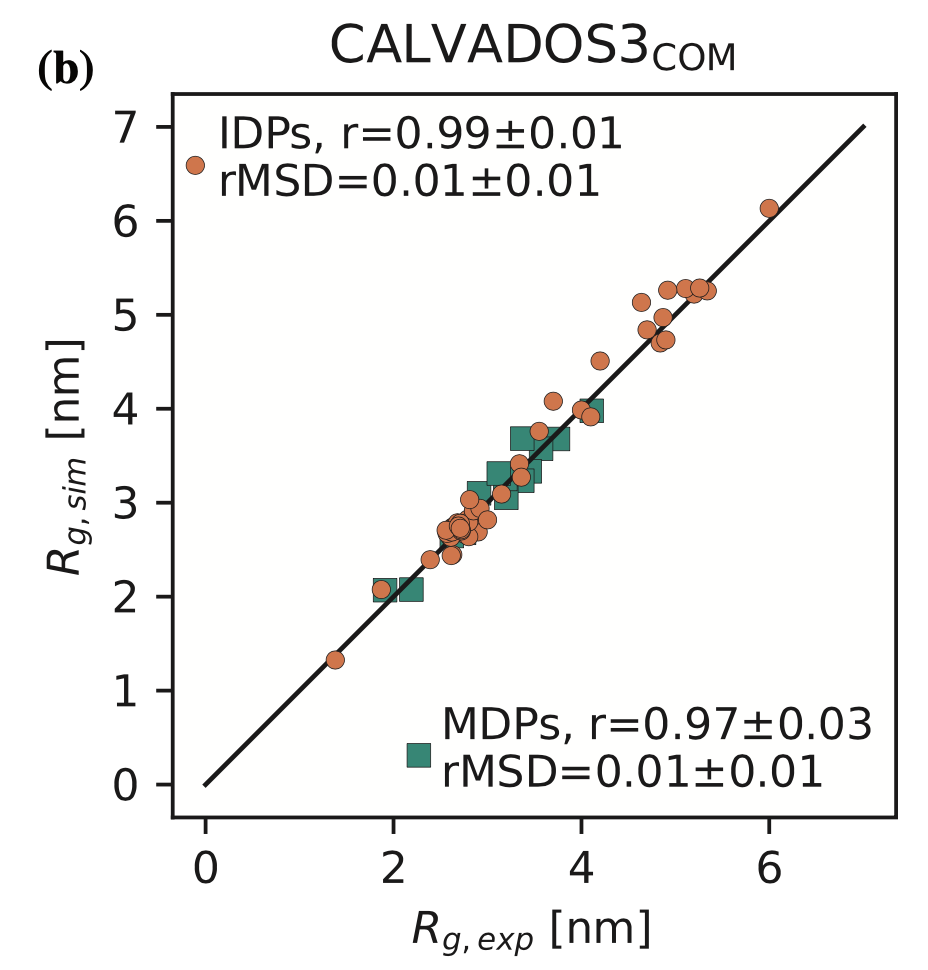 (b)
CALVADOS3COM
IDPs, r=0.99±0.01
rMSD=0.01±0.01
MDPs, r=0.97±0.03
rMSD=0.01±0.01
7
6
5
4
3
2
1
0
Rg, sim [nm]
0 2 4 6
Rg, exp [nm]